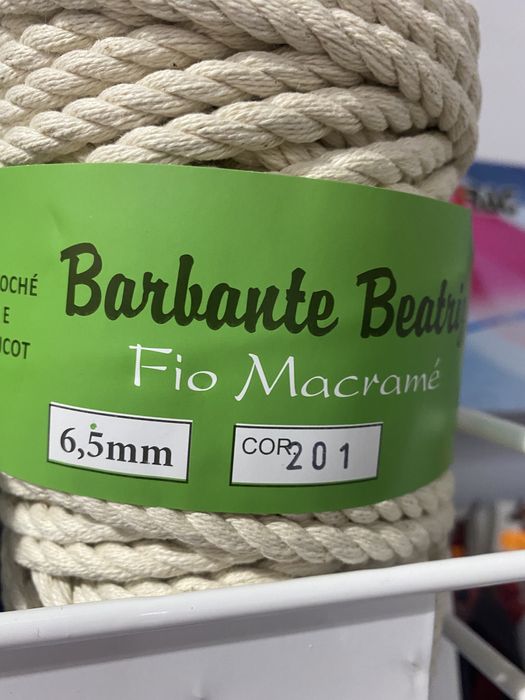 OCHÉ
E
ICOT
Barbante Beatri
Fio Macramé
6,5mm
COR. 201